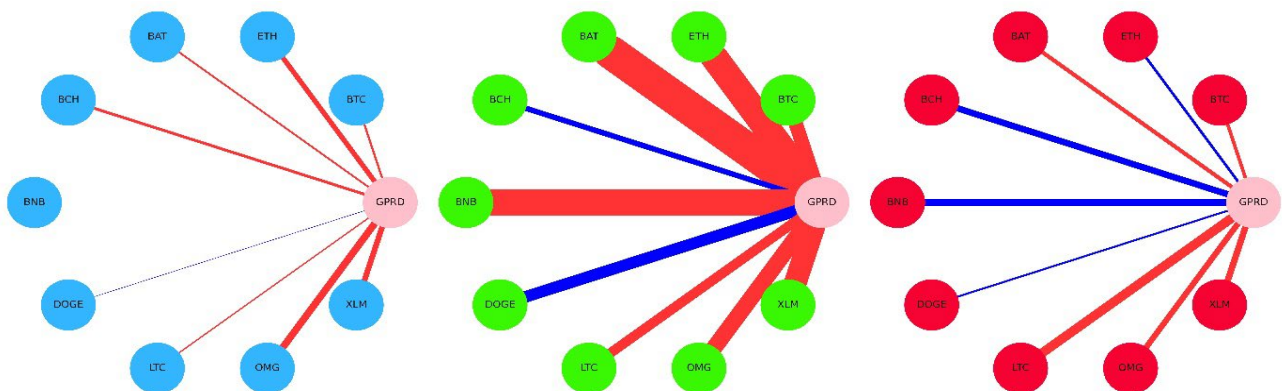 BAT
ETH
BCH
BTC
BNB
GPRD
DOGE
XLM
LTC
OMG
BAT
ETH
BCH
BTC
BNB
GPRD
DOGE
XLM
LTC
OMG
BAT
ETH
BCH
BTC
BNB
GPRD
DOGE
XLM
LTC
OMG